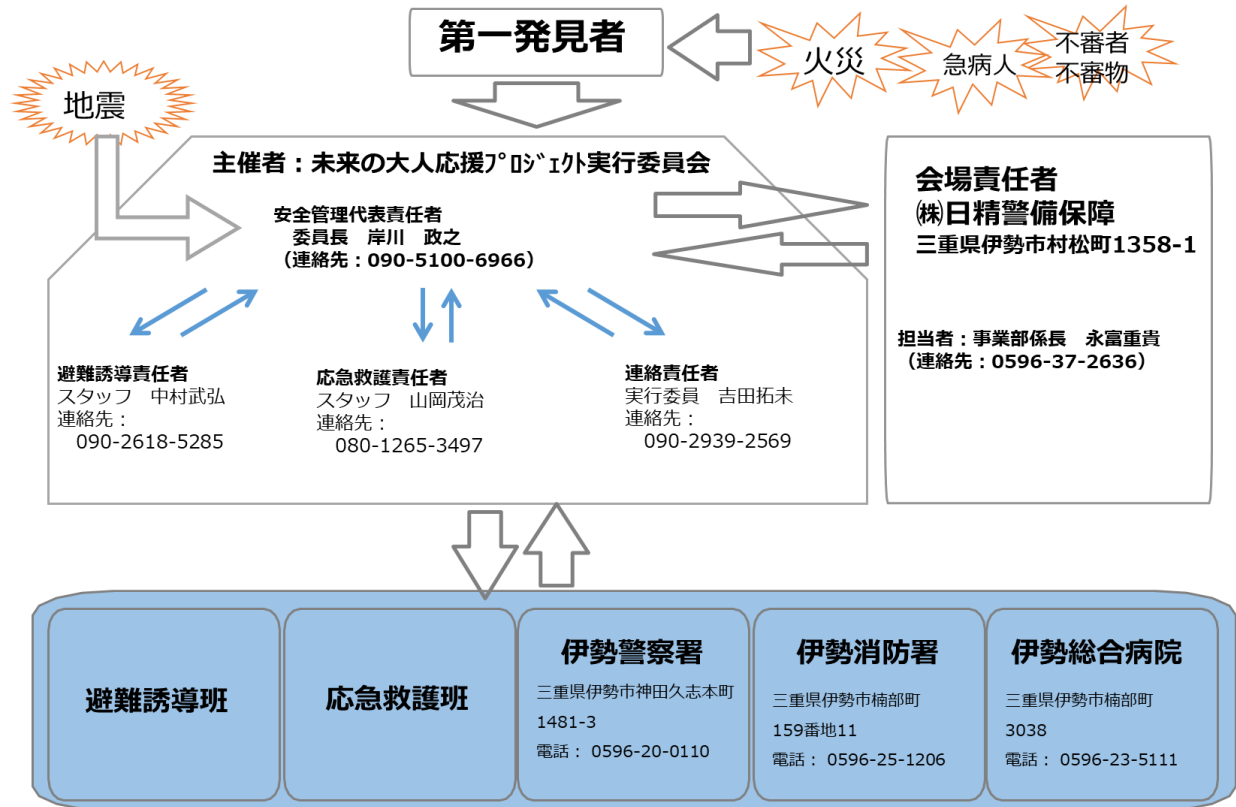 第一発見者
火災
急病人
不審者
不審物
地震
主催者：未来の大人応援ﾌﾟﾛｼﾞｪｸﾄ実行委員会
安全管理代表責任者
委員長　岸川　政之
（連絡先：090-5100-6966）
会場責任者
㈱日精警備保障
三重県伊勢市村松町1358-1
担当者：事業部係長　永富重貴
（連絡先：0596-37-2636）
避難誘導責任者
スタッフ　中村武弘
連絡先：
090-2618-5285
応急救護責任者
スタッフ　山岡茂治
連絡先：
080-1265-3497
連絡責任者
実行委員　吉田拓未
連絡先：
090-2939-2569
避難誘導班
応急救護班
伊勢警察署
三重県伊勢市神田久志本町
1481-3
電話： 0596-20-0110
伊勢消防署
三重県伊勢市楠部町
159番地11
電話： 0596-25-1206
伊勢総合病院
三重県伊勢市楠部町
3038
電話： 0596-23-5111